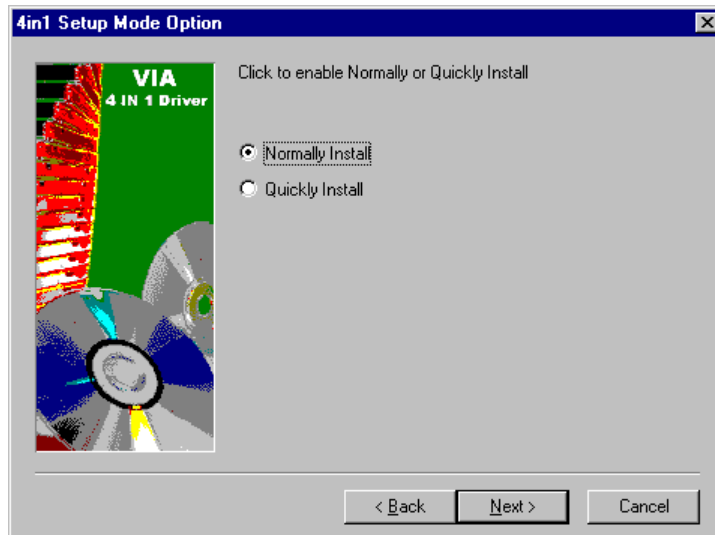 4in1 Setup Mode Option
VIA
4 IN 1 Driver
Click to enable Normally or Quickly Install
Normally Install
Quickly Install
< Back
Next >
Cancel